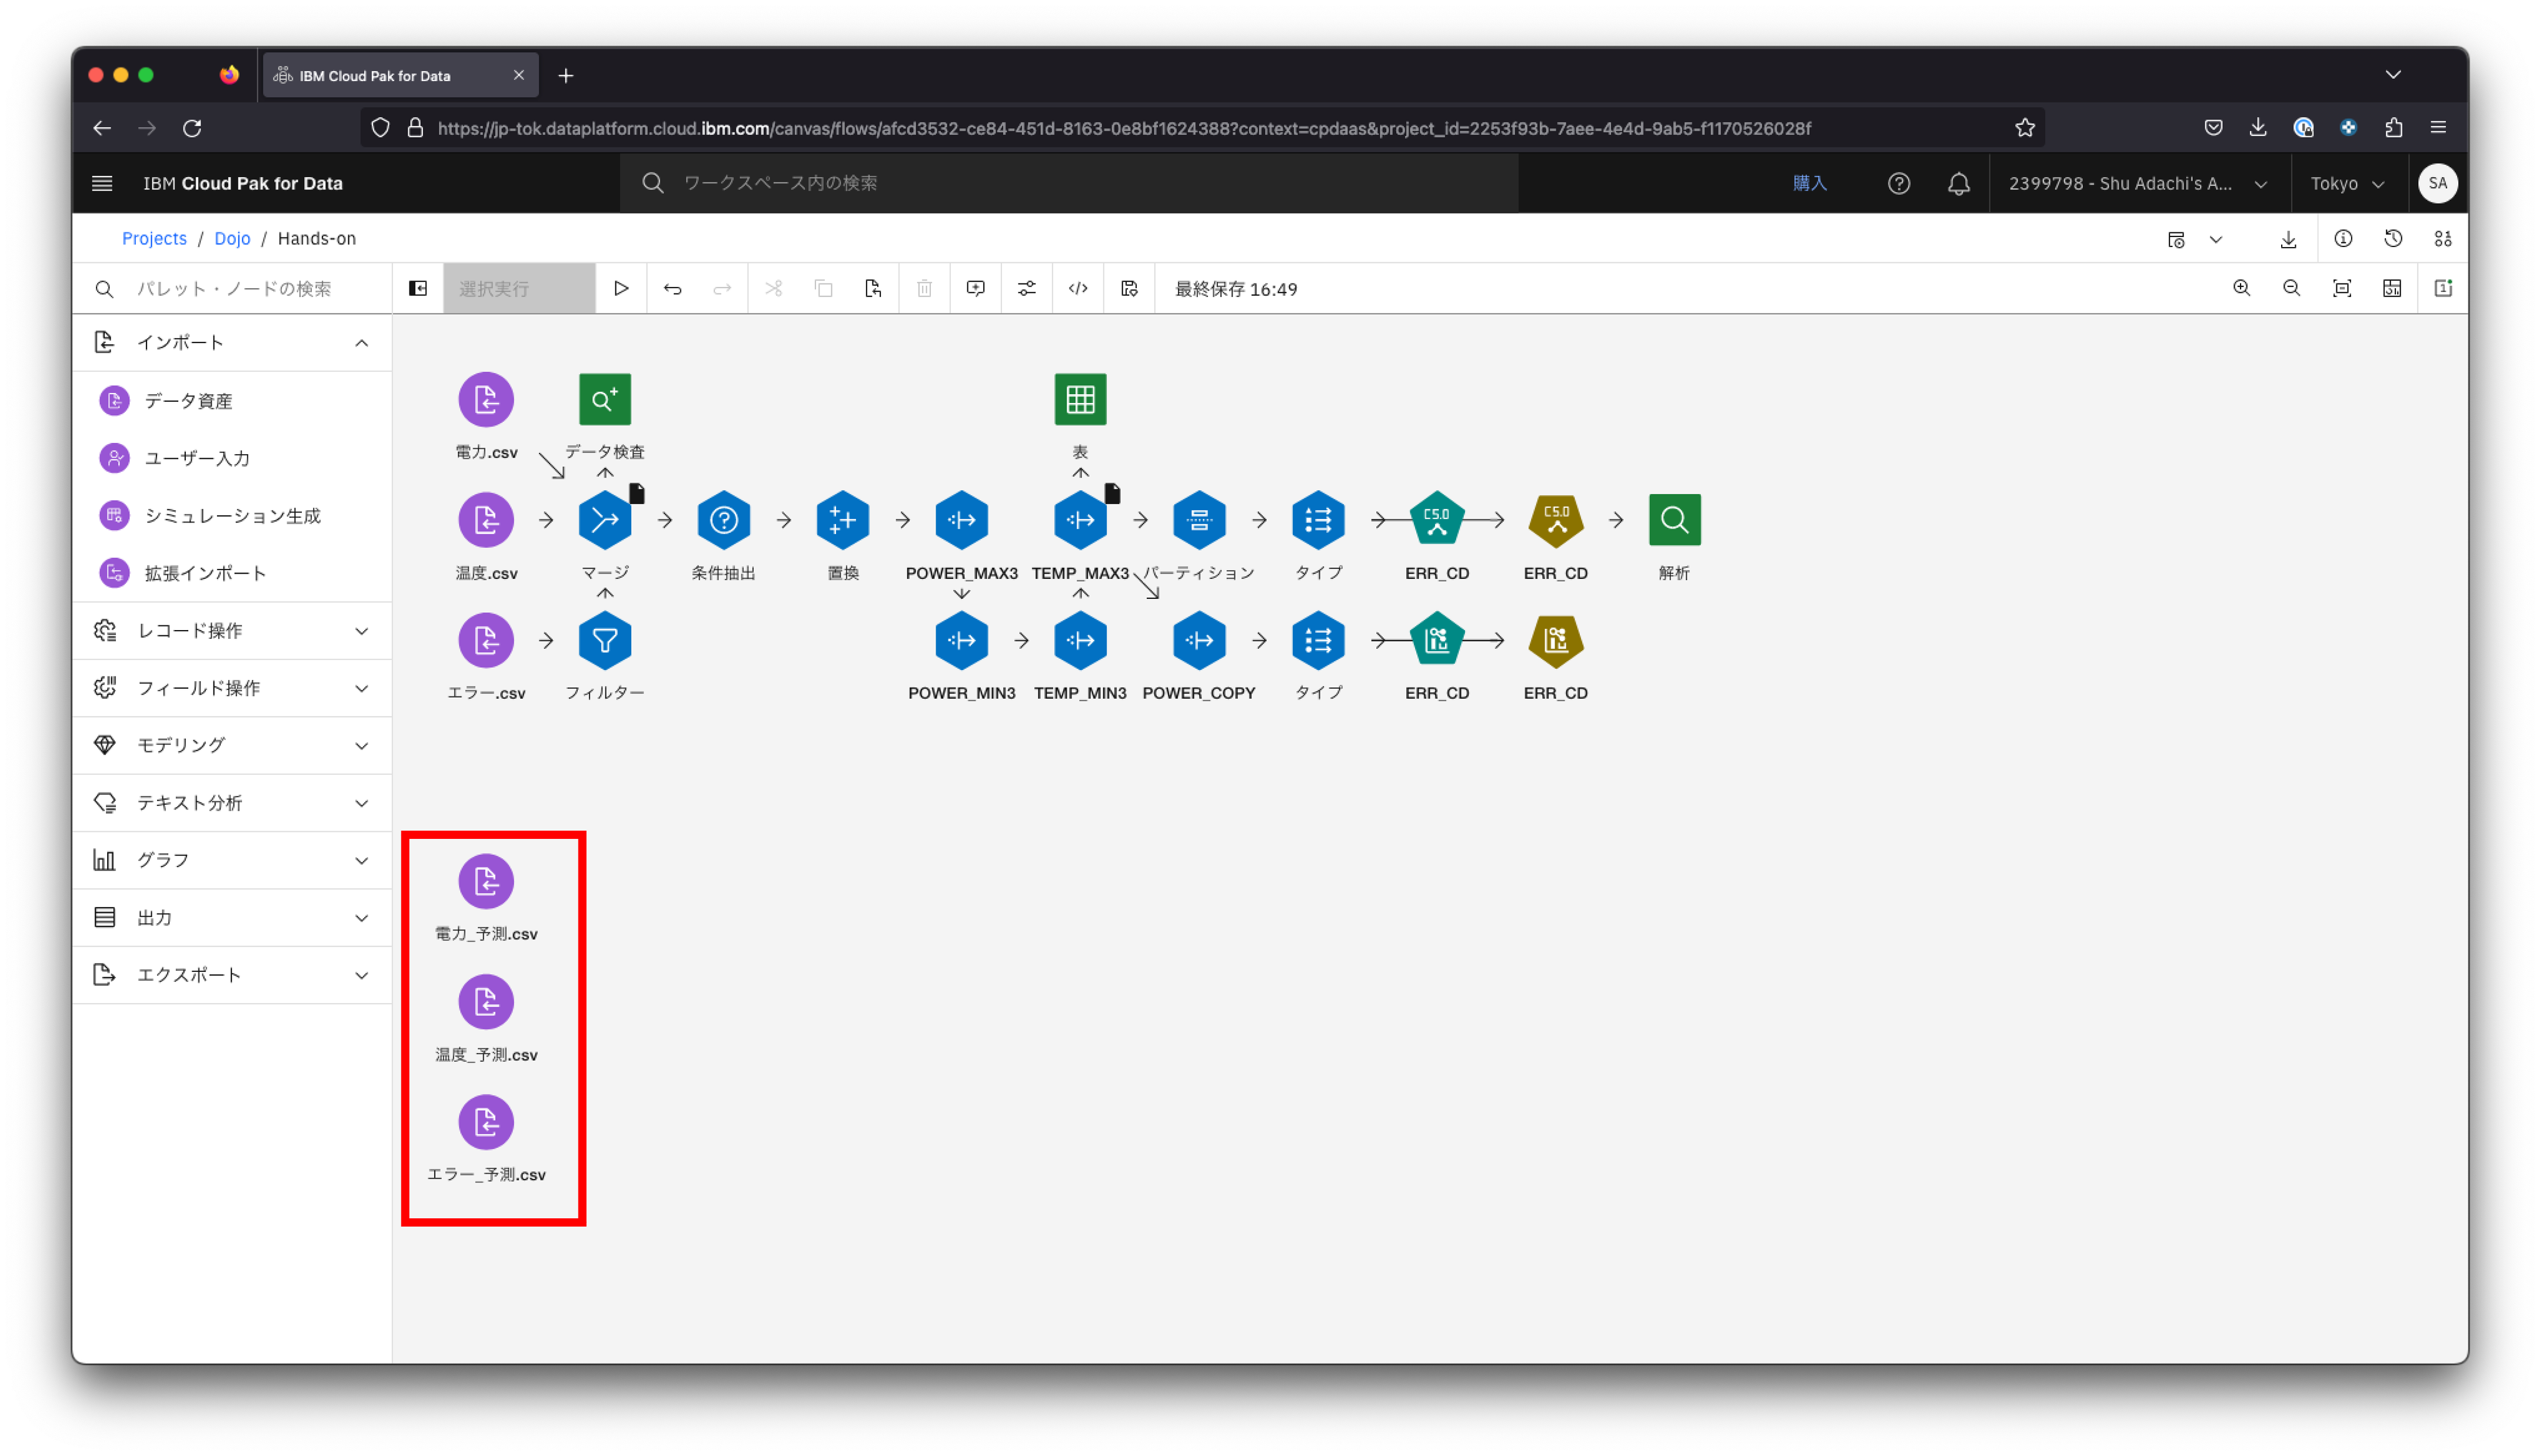 IBM Cloud Pak for Data
https://jp-tok.dataplatform.cloud.ibm.com/canvas/flows/afcd3532-ce84-451d-8163-0e8bf1624388?context=cpdaas&project_id=2253f93b-7aee-4e4d-9ab5-f1170526028f
IBM Cloud Pak for Data
ワークスペース内の検索
購入
2399798 - Shu Adachi's A...
Tokyo
SA
Projects / Dojo / Hands-on
パレット・ノードの検索
選択実行
最終保存 16:49
インポート
データ資産
ユーザー入力
シミュレーション生成
拡張インポート
レコード操作
フィールド操作
モデリング
テキスト分析
グラフ
出力
エクスポート
電力.csv
データ検査
表
C5.0
C5.0
温度.csv
マージ
条件抽出
置換
POWER_MAX3
TEMP_MAX3
パーティション
タイプ
ERR_CD
ERR_CD
解析
エラー.csv
フィルター
POWER_MIN3
TEMP_MIN3
POWER_COPY
タイプ
ERR_CD
ERR_CD
電力_予測.csv
温度_予測.csv
エラー_予測.csv